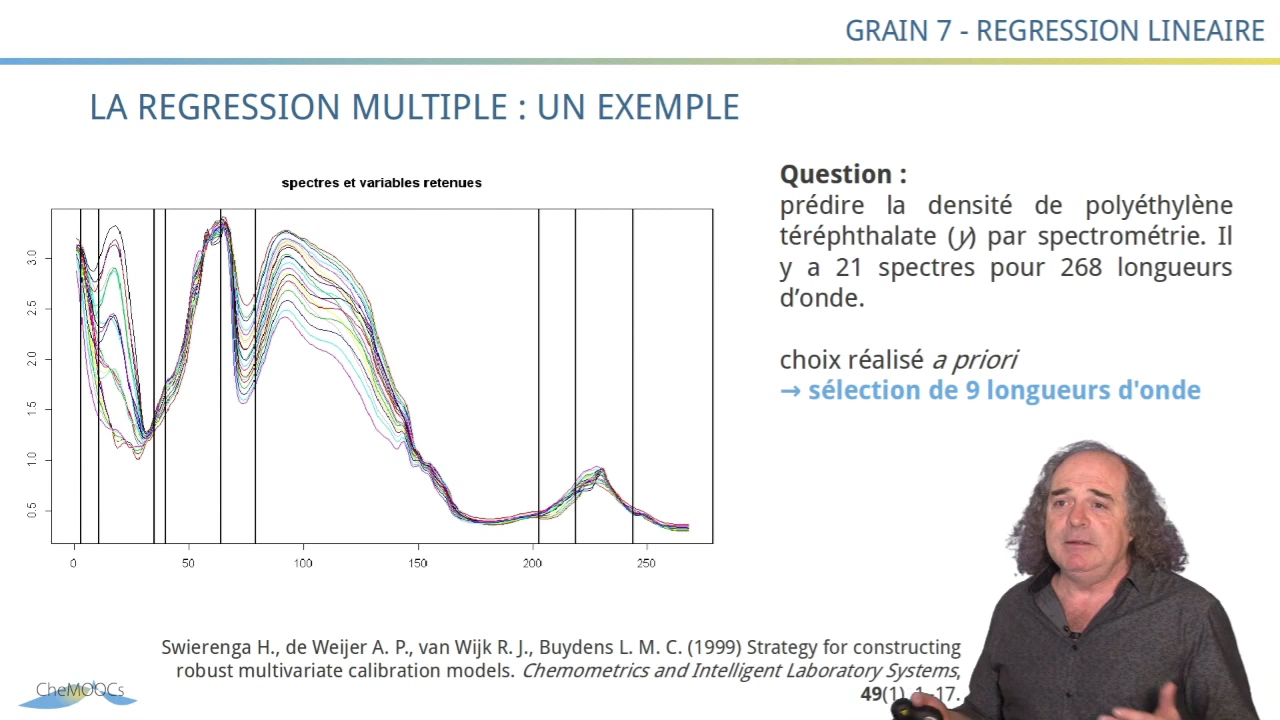 GRAIN 7 - REGRESSION LINEAIRE
LA REGRESSION MULTIPLE : UN EXEMPLE
spectres et variables retenues
3.0
2.5
2.0
1.5
1.0
0.5
0 50 100 150 200 250
Question :
prédire la densité de polyéthylène
téréphthalate (y) par spectrométrie. Il
y a 21 spectres pour 268 longueurs
d'onde.
choix réalisé a priori
→ sélection de 9 longueurs d'onde
Swierenga H., de Weijer A. P., van Wijk R. J., Buydens L. M. C. (1999) Strategy for constructing
robust multivariate calibration models. Chemometrics and Intelligent Laboratory Systems,
49(1), 1-17.
CheMOOCs